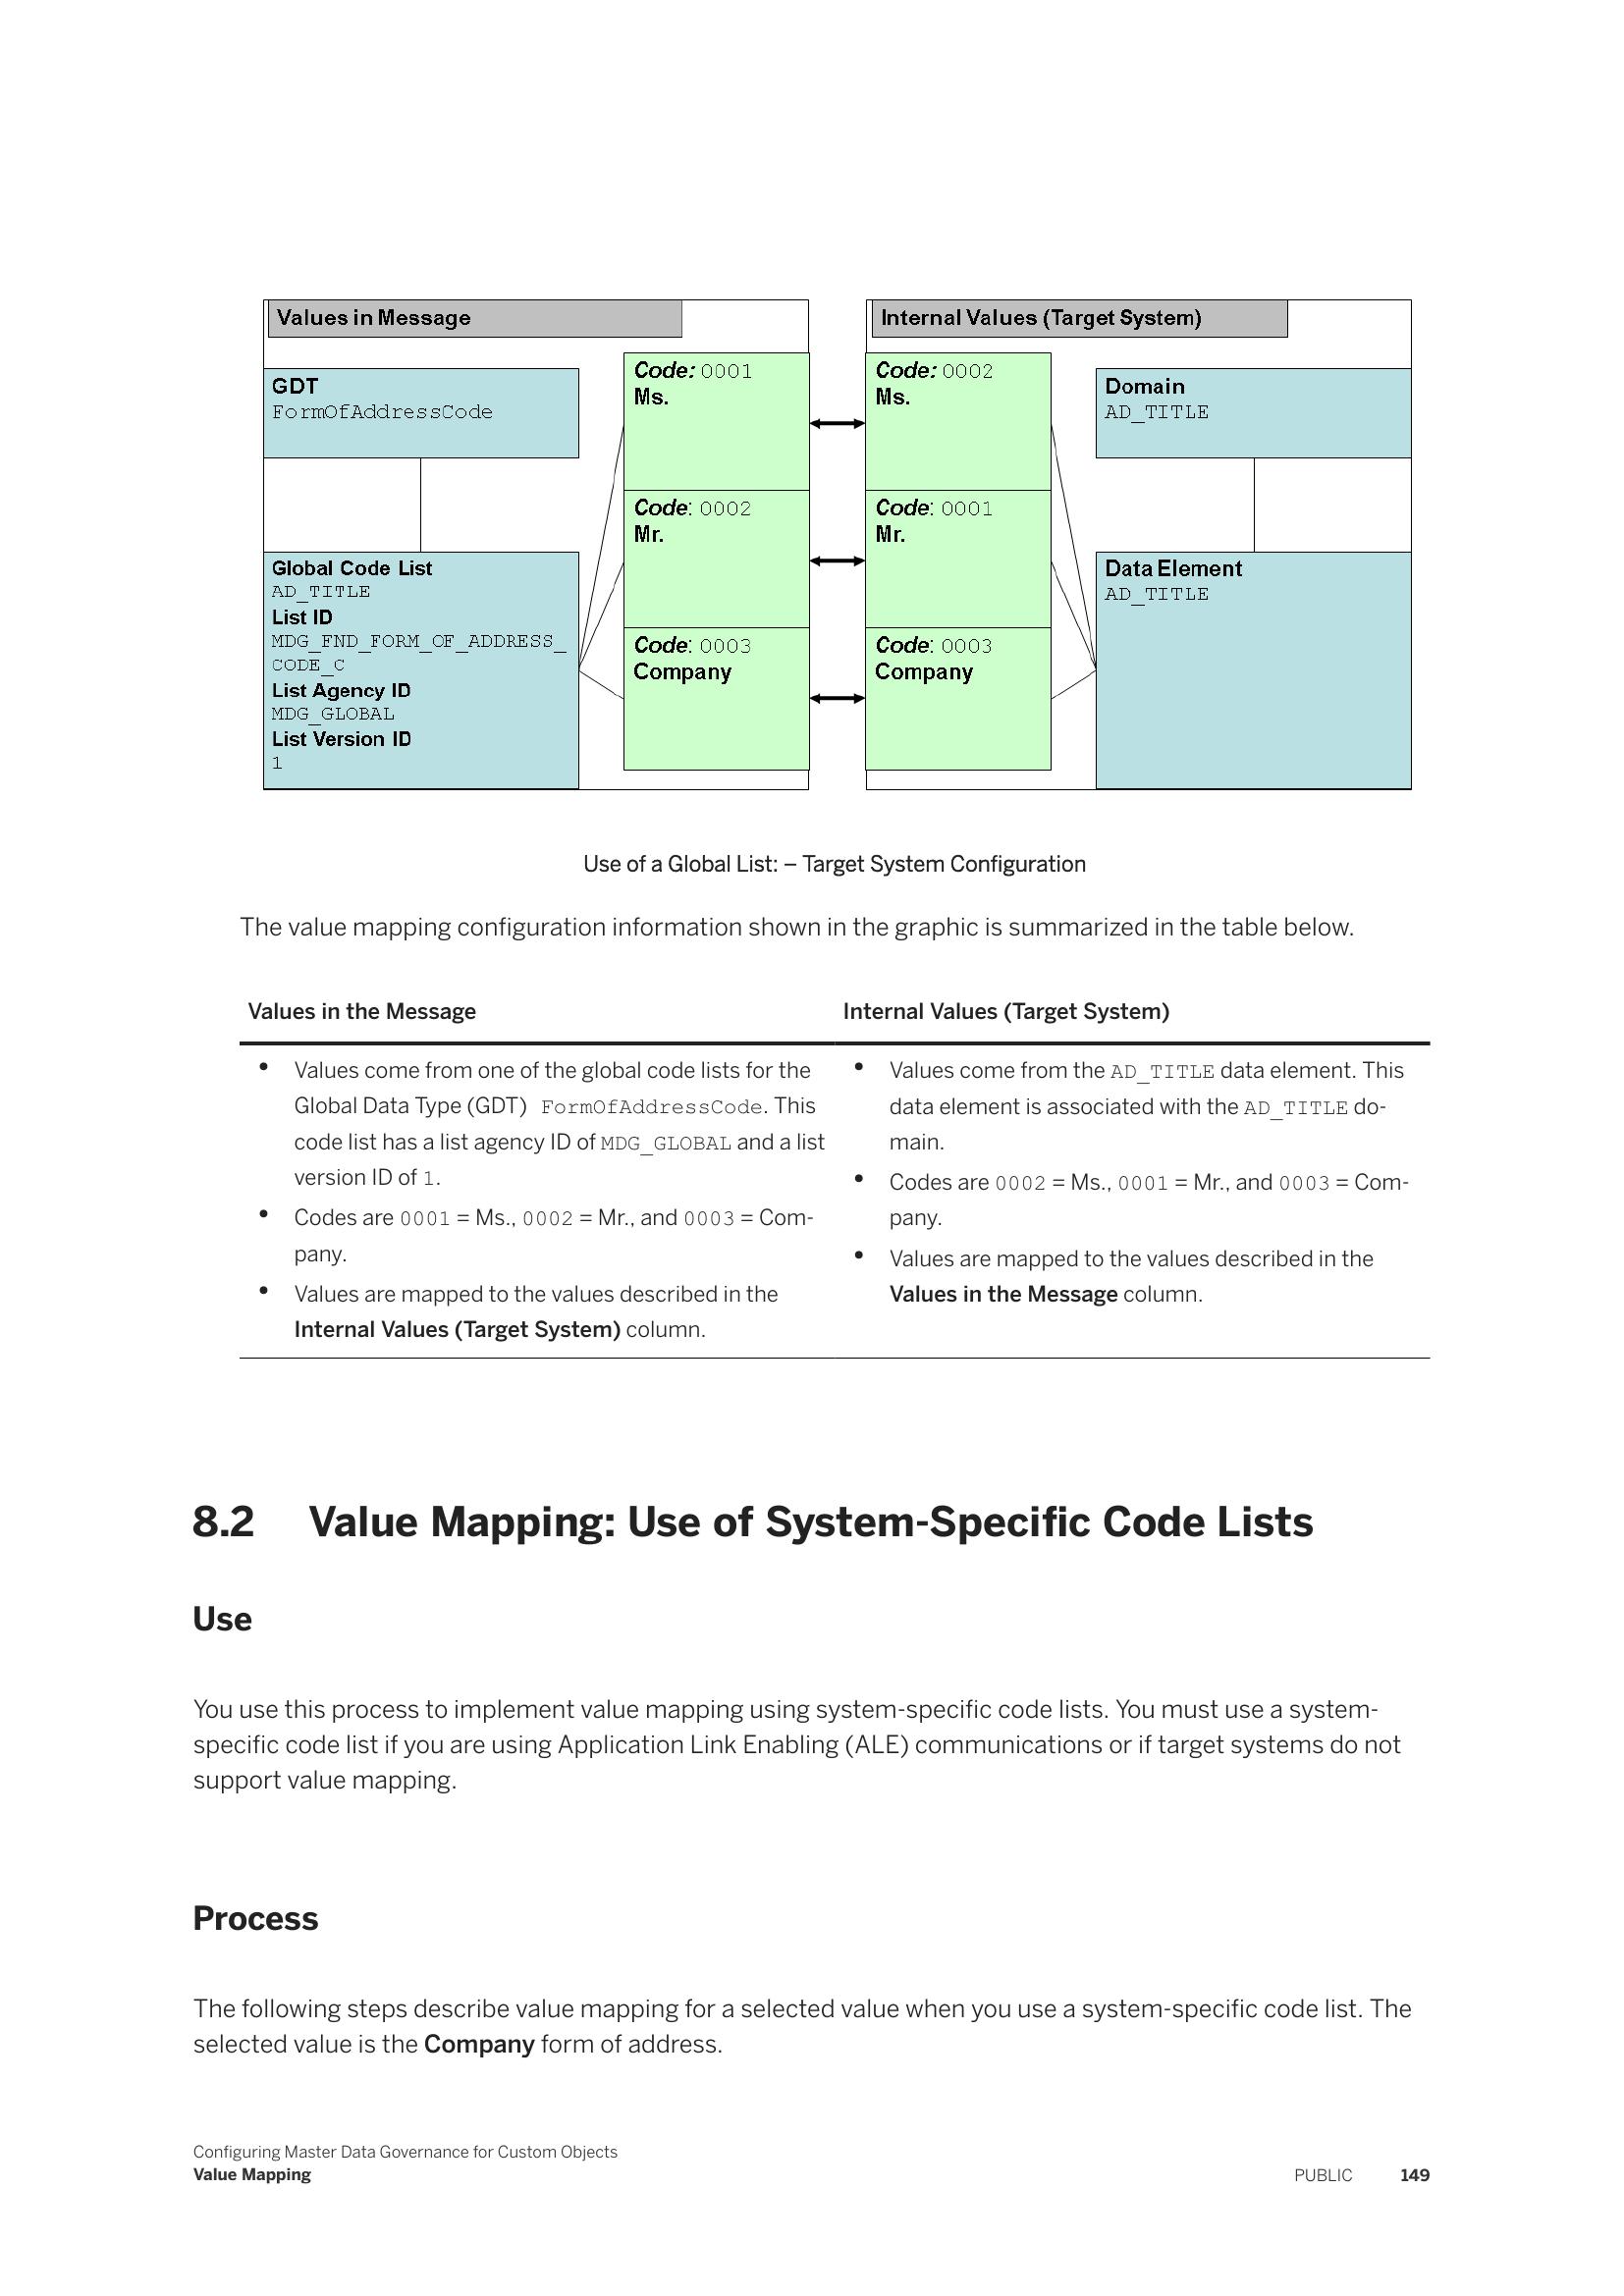 Values in Message
GDT
FormOfAddressCode
Global Code List
AD_TITLE
List ID
MDG_FND_FORM_OF_ADDRESS_
CODE_C
List Agency ID
MDG_GLOBAL
List Version ID
1
Code: 0001
Ms.
Code: 0002
Mr.
Code: 0003
Company
Internal Values (Target System)
Code: 0002
Ms.
Code: 0001
Mr.
Code: 0003
Company
Domain
AD_TITLE
Data Element
AD_TITLE
Use of a Global List: – Target System Configuration
The value mapping configuration information shown in the graphic is summarized in the table below.
Values in the Message
Internal Values (Target System)
• Values come from one of the global code lists for the
Global Data Type (GDT) FormOfAddressCode. This
code list has a list agency ID of MDG_GLOBAL and a list
version ID of 1.
• Codes are 0001 = Ms., 0002 = Mr., and 0003 = Com-
pany.
• Values are mapped to the values described in the
Internal Values (Target System) column.
• Values come from the AD_TITLE data element. This
data element is associated with the AD_TITLE do-
main.
• Codes are 0002 = Ms., 0001 = Mr., and 0003 = Com-
pany.
• Values are mapped to the values described in the
Values in the Message column.
8.2 Value Mapping: Use of System-Specific Code Lists
Use
You use this process to implement value mapping using system-specific code lists. You must use a system-
specific code list if you are using Application Link Enabling (ALE) communications or if target systems do not
support value mapping.
Process
The following steps describe value mapping for a selected value when you use a system-specific code list. The
selected value is the Company form of address.
Configuring Master Data Governance for Custom Objects
Value Mapping
PUBLIC 149